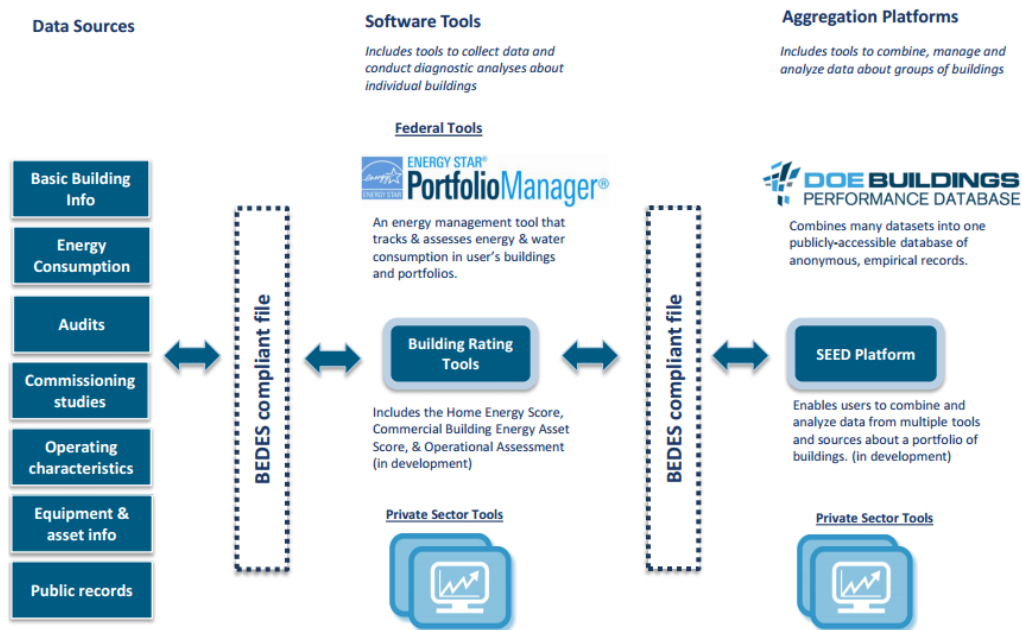 Data Sources
Basic Building
Info
Energy
Consumption
Audits
Commissioning
studies
Operating
characteristics
Equipment &
asset info
Public records
BEDES compliant file
Software Tools
Includes tools to collect data and
conduct diagnostic analyses about
individual buildings
Federal Tools
energy
ENERGY STAR
ENERGY STAR®
PortfolioManager®
An energy management tool that
tracks & assesses energy & water
consumption in user's buildings
and portfolios.
Building Rating
Tools
Includes the Home Energy Score,
Commercial Building Energy Asset
Score, & Operational Assessment
(in development)
Private Sector Tools
BEDES compliant file
Aggregation Platforms
Includes tools to combine, manage and
analyze data about groups of buildings
DOE BUILDINGS
PERFORMANCE DATABASE
Combines many datasets into one
publicly-accessible database of
anonymous, empirical records.
SEED Platform
Enables users to combine and
analyze data from multiple tools
and sources about a portfolio of
buildings. (in development)
Private Sector Tools